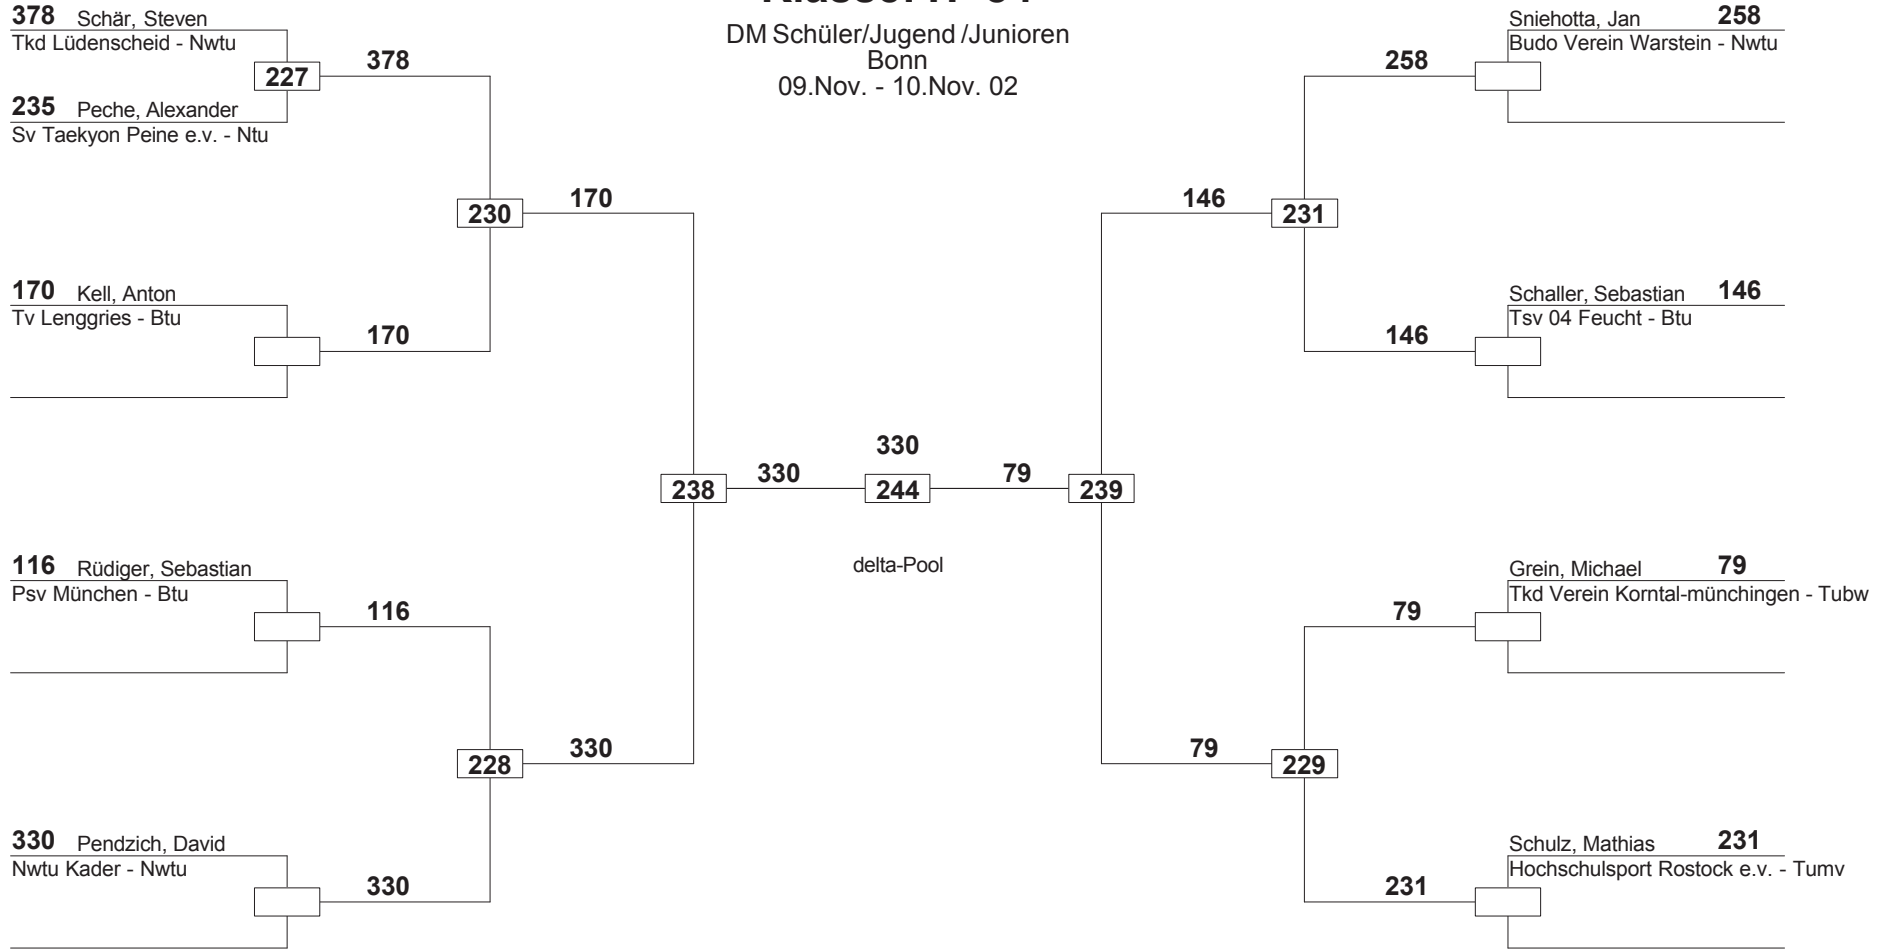 DM Schüler/Jugend /Junioren
Bonn
09.Nov. - 10.Nov. 02
378 Schär, Steven
Tkd Lüdenscheid - Nwtu
227
378
235 Peche, Alexander
Sv Taekyon Peine e.v. - Ntu
230
170
170 Kell, Anton
Tv Lenggries - Btu
170
116 Rüdiger, Sebastian
Psv München - Btu
116
228
330
330 Pendzich, David
Nwtu Kader - Nwtu
330
238
330
330
244
79
239
delta-Pool
Sniehotta, Jan 258
Budo Verein Warstein - Nwtu
258
146
231
Schaller, Sebastian 146
Tsv 04 Feucht - Btu
146
Grein, Michael 79
Tkd Verein Korntal-münchingen - Tubw
79
79
229
Schulz, Mathias 231
Hochschulsport Rostock e.v. - Tumv
231